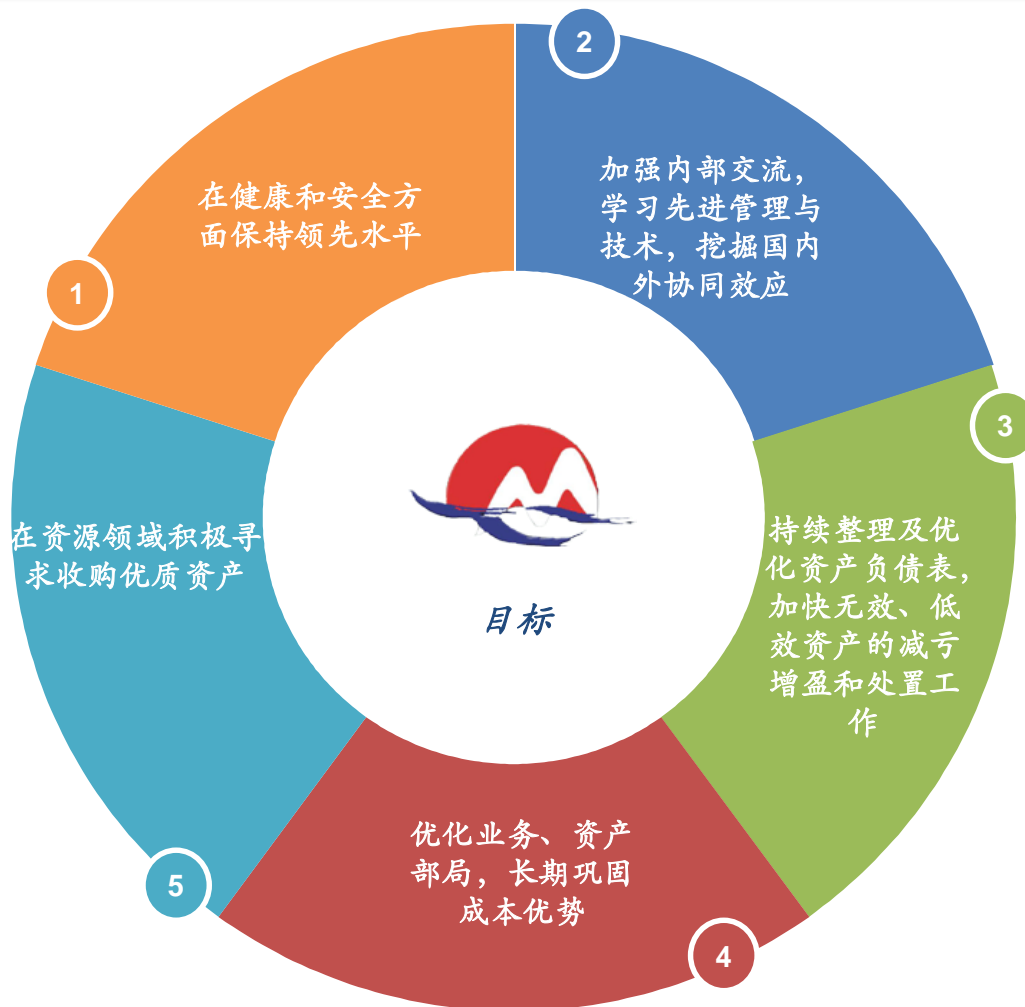 1
在健康和安全方
面保持领先水平
2
加强内部交流，
学习先进管理与
技术，挖掘国内
外协同效应
3
持续整理及优
化资产负债表，
加快无效、低
效资产的减亏
增盈和处置工
作
4
优化业务、资产
部局，长期巩固
成本优势
5
在资源领域积极寻
求收购优质资产
目标